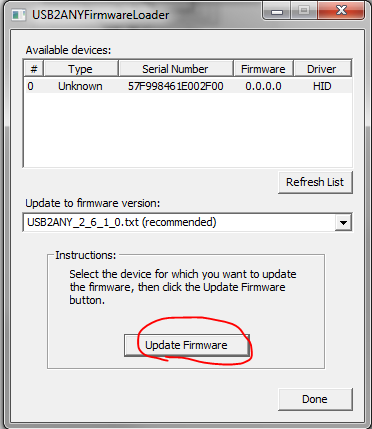 USB2ANYFirmwareLoader
Available devices:
# Type Serial Number Firmware Driver
0 Unknown 57F998461E002F00 0.0.0.0 HID
Refresh List
Update to firmware version:
USB2ANY_2_6_1_0.txt (recommended)
Instructions:
Select the device for which you want to update
the firmware, then click the Update Firmware
button.
Update Firmware
Done